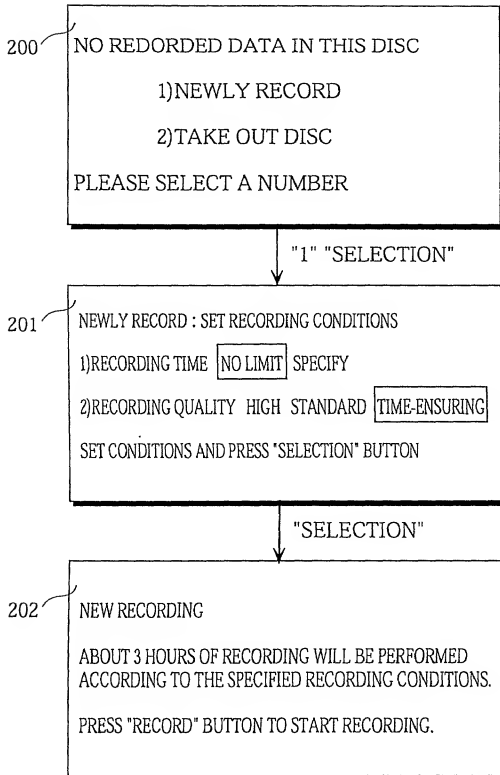 200
NO REDORDED DATA IN THIS DISC
1)NEWLY RECORD
2)TAKE OUT DISC
PLEASE SELECT A NUMBER
"1" "SELECTION"
201
NEWLY RECORD : SET RECORDING CONDITIONS
1)RECORDING TIME NO LIMIT SPECIFY
2)RECORDING QUALITY HIGH STANDARD TIME-ENSURING
SET CONDITIONS AND PRESS "SELECTION" BUTTON
"SELECTION"
202
NEW RECORDING
ABOUT 3 HOURS OF RECORDING WILL BE PERFORMED
ACCORDING TO THE SPECIFIED RECORDING CONDITIONS.
PRESS "RECORD" BUTTON TO START RECORDING.